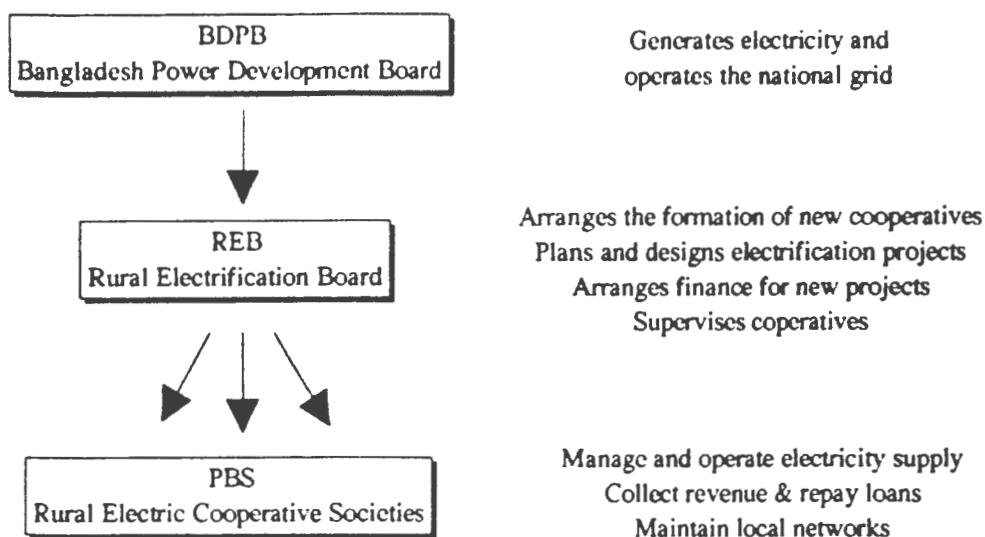 BDPB
Bangladesh Power Development Board
Generates electricity and
operates the national grid
REB
Rural Electrification Board
Arranges the formation of new cooperatives
Plans and designs electrification projects
Arranges finance for new projects
Supervises coperatives
PBS
Rural Electric Cooperative Societies
Manage and operate electricity supply
Collect revenue & repay loans
Maintain local networks